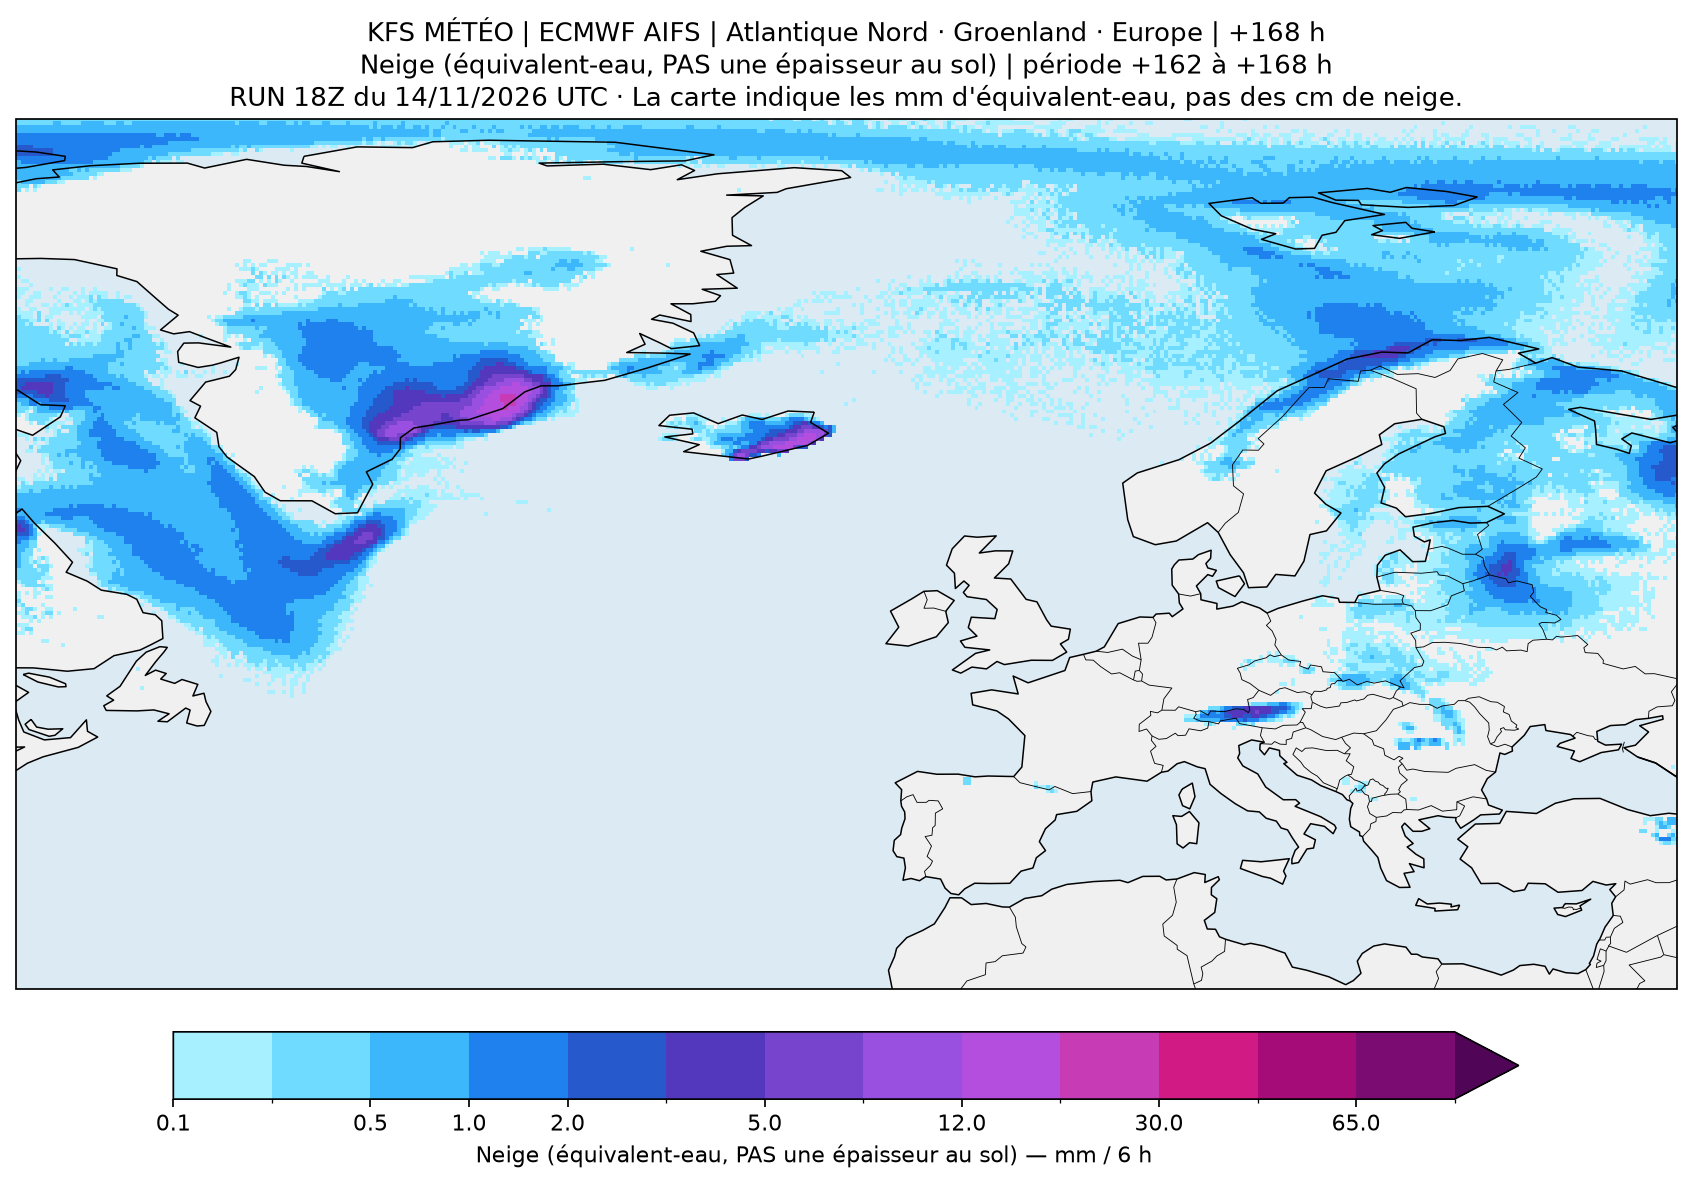 KFS MÉTÉO | ECMWF AIFS | Atlantique Nord · Groenland · Europe | +168 h
Neige (équivalent-eau, PAS une épaisseur au sol) | période +162 à +168 h
RUN 18Z du 14/11/2026 UTC · La carte indique les mm d'équivalent-eau, pas des cm de neige.
0.1 0.5 1.0 2.0 5.0 12.0 30.0 65.0
Neige (équivalent-eau, PAS une épaisseur au sol) — mm / 6 h